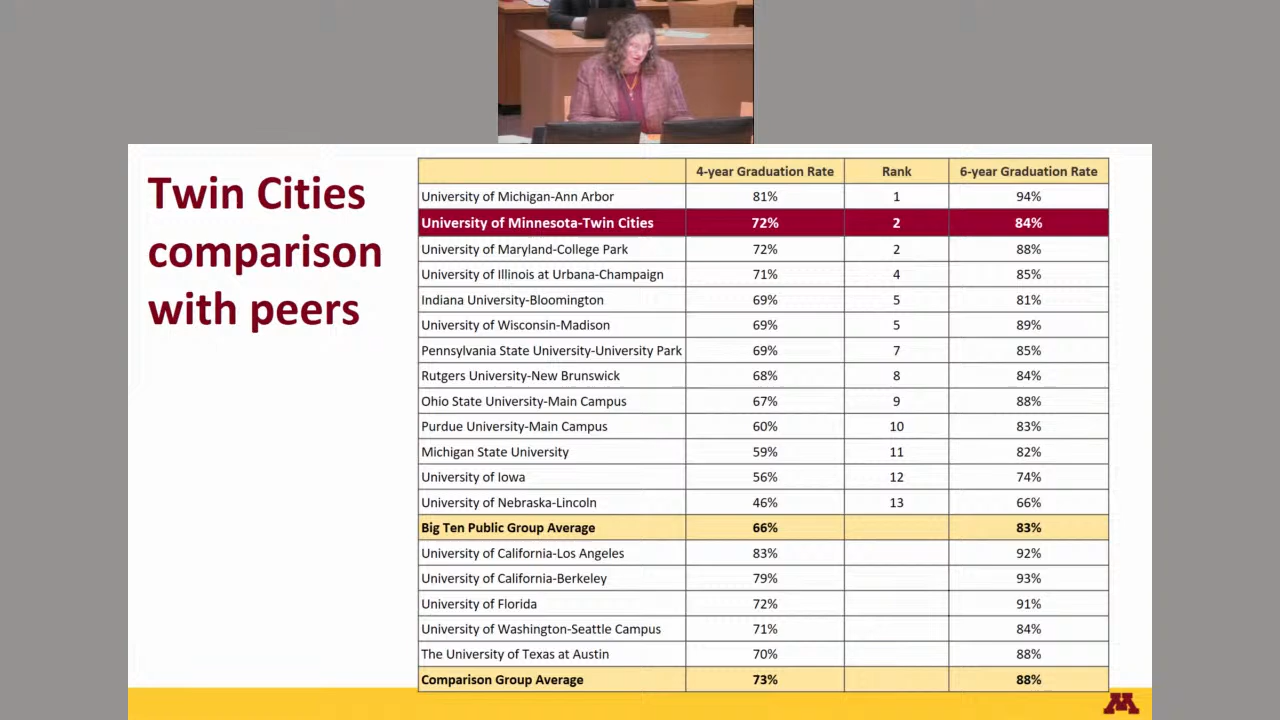 Twin Cities
comparison
with peers
4-year Graduation Rate Rank 6-year Graduation Rate
University of Michigan-Ann Arbor 81% 1 94%
University of Minnesota-Twin Cities 72% 2 84%
University of Maryland-College Park 72% 2 88%
University of Illinois at Urbana-Champaign 71% 4 85%
Indiana University-Bloomington 69% 5 81%
University of Wisconsin-Madison 69% 5 89%
Pennsylvania State University-University Park 69% 7 85%
Rutgers University-New Brunswick 68% 8 84%
Ohio State University-Main Campus 67% 9 88%
Purdue University-Main Campus 60% 10 83%
Michigan State University 59% 11 82%
University of Iowa 56% 12 74%
University of Nebraska-Lincoln 46% 13 66%
Big Ten Public Group Average 66% 83%
University of California-Los Angeles 83% 92%
University of California-Berkeley 79% 93%
University of Florida 72% 91%
University of Washington-Seattle Campus 71% 84%
The University of Texas at Austin 70% 88%
Comparison Group Average 73% 88%
M